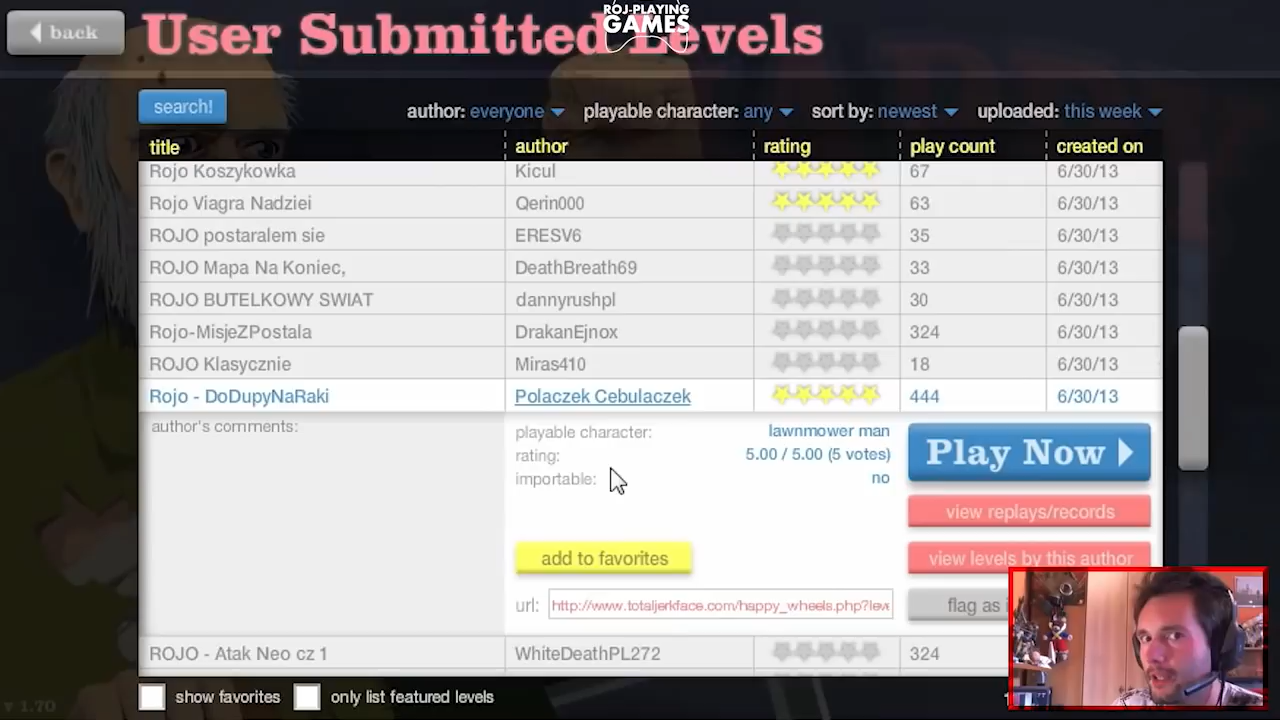 ROJ-PLAYING
GAMES
back
User Submitted Levels
search!
author: everyone
playable character: any
sort by: newest
uploaded: this week
title author rating play count created on
Rojo Koszykowka Kicul 67 6/30/13
Rojo Viagra Nadziei Qerin000 63 6/30/13
ROJO postaralem sie ERESV6 35 6/30/13
ROJO Mapa Na Koniec, DeathBreath69 33 6/30/13
ROJO BUTELKOWY SWIAT dannyrushpl 30 6/30/13
Rojo-MisjeZPostala DrakanEjnox 324 6/30/13
ROJO Klasycznie Miras410 18 6/30/13
Rojo - DoDupyNaRaki Polaczek Cebulaczek 444 6/30/13
author's comments:
playable character: lawnmower man
rating: 5.00 / 5.00 (5 votes)
importable: no
Play Now
view replays/records
add to favorites
view levels by this author
url: http://www.totaljerkface.com/happy_wheels.php?lev
flag as
ROJO - Atak Neo cz 1 WhiteDeathPL272 324
show favorites
only list featured levels
v 1.70